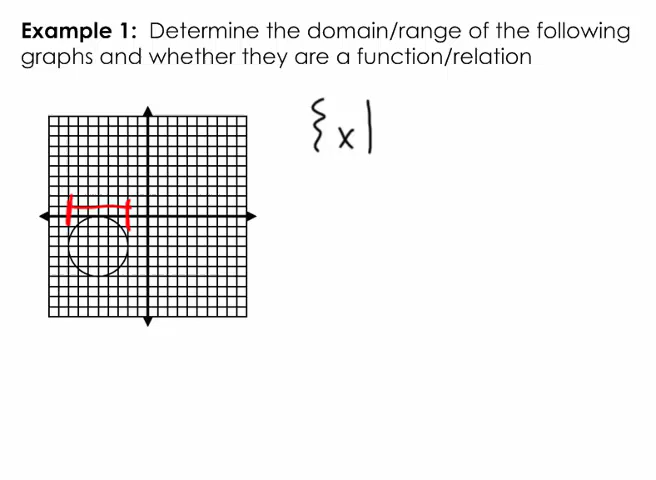 Example 1: Determine the domain/range of the following
graphs and whether they are a function/relation
{x|